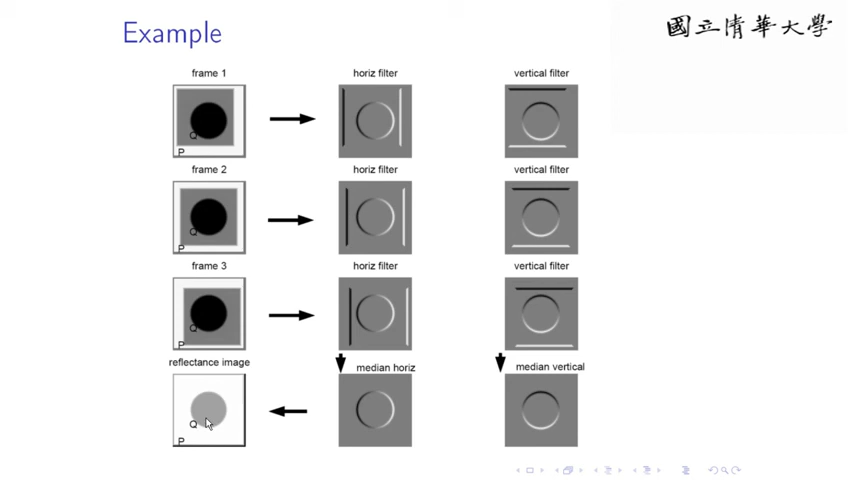 Example
國立清華大學
frame 1
horiz filter
vertical filter
Q
P
frame 2
horiz filter
vertical filter
Q
P
frame 3
horiz filter
vertical filter
Q
P
reflectance image
median horiz
median vertical
Q
P